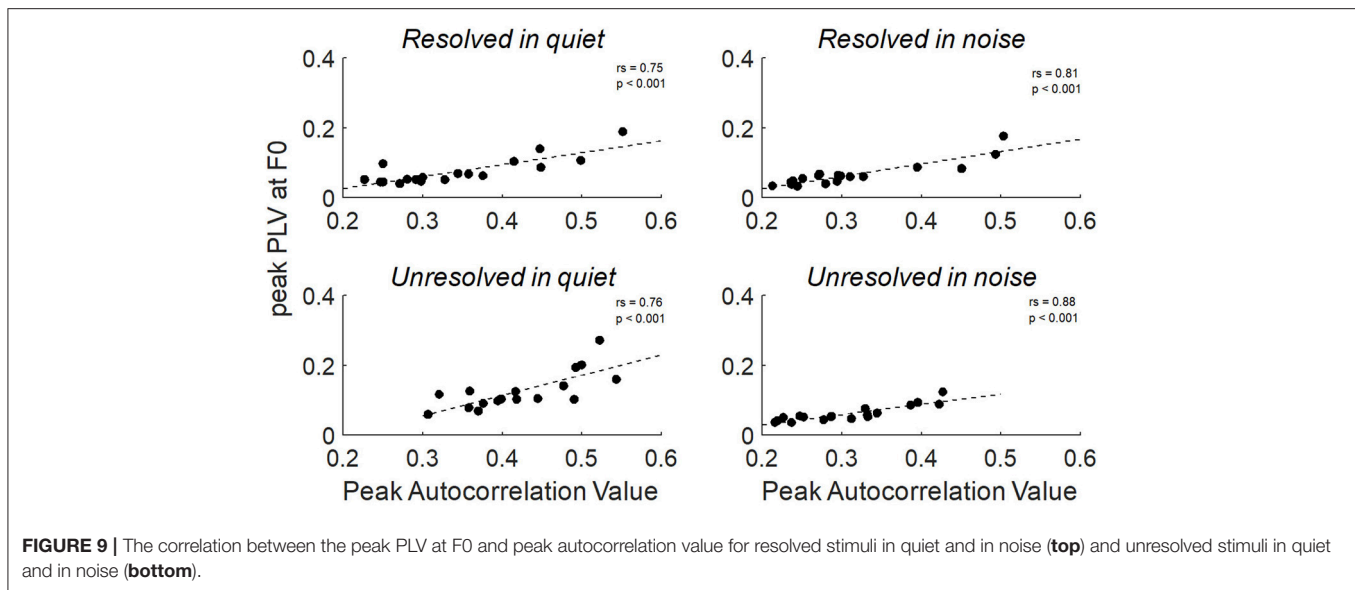 Resolved in quiet
rs = 0.75
p < 0.001
0.4
0.2
0
0.2 0.3 0.4 0.5 0.6
Resolved in noise
rs = 0.81
p < 0.001
0.4
0.2
0
0.2 0.3 0.4 0.5 0.6
peak PLV at F0
Unresolved in quiet
rs = 0.76
p < 0.001
0.4
0.2
0
0.2 0.3 0.4 0.5 0.6
Peak Autocorrelation Value
Unresolved in noise
rs = 0.88
p < 0.001
0.4
0.2
0
0.2 0.3 0.4 0.5 0.6
Peak Autocorrelation Value
FIGURE 9 | The correlation between the peak PLV at F0 and peak autocorrelation value for resolved stimuli in quiet and in noise (top) and unresolved stimuli in quiet
and in noise (bottom).